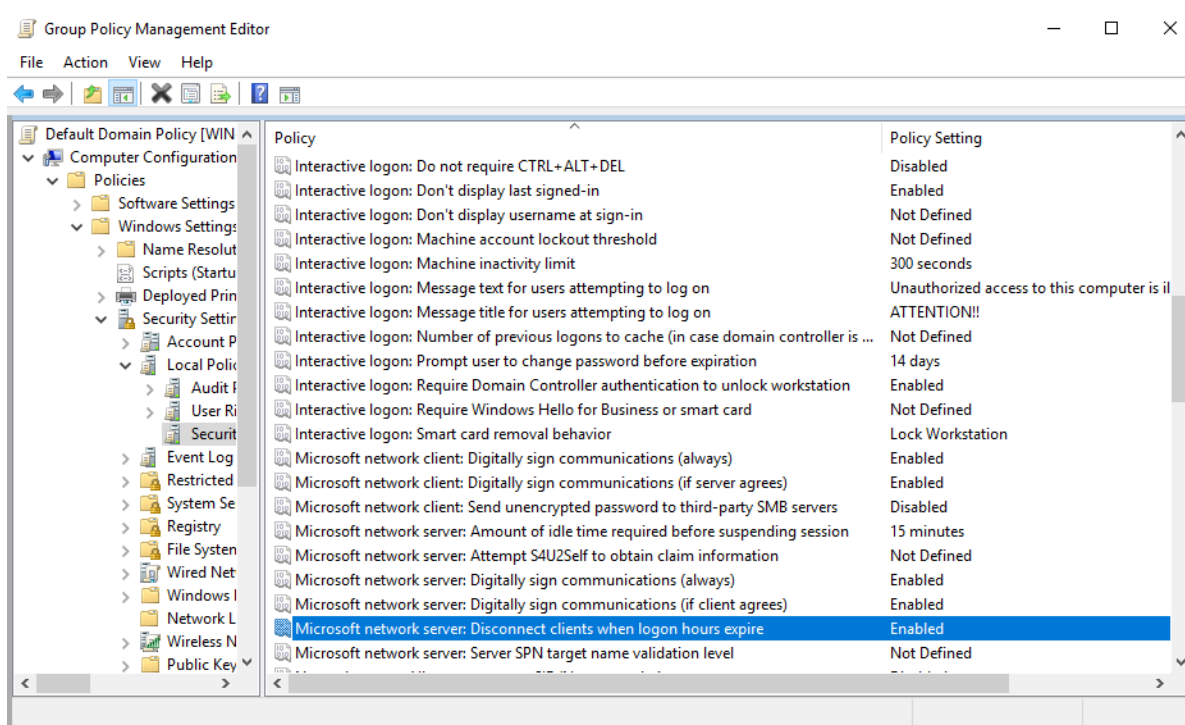 Group Policy Management Editor
File Action View Help
Default Domain Policy [WIN
Computer Configuration
Policies
Software Settings
Windows Settings
Name Resolut
Scripts (Startu
Deployed Prin
Security Settin
Account P
Local Polic
Audit P
User Ri
Securit
Event Log
Restricted
System Se
Registry
File System
Wired Net
Windows
Network L
Wireless N
Public Key
Policy Policy Setting
Interactive logon: Do not require CTRL+ALT+DEL Disabled
Interactive logon: Don't display last signed-in Enabled
Interactive logon: Don't display username at sign-in Not Defined
Interactive logon: Machine account lockout threshold Not Defined
Interactive logon: Machine inactivity limit 300 seconds
Interactive logon: Message text for users attempting to log on Unauthorized access to this computer is il
Interactive logon: Message title for users attempting to log on ATTENTION!!
Interactive logon: Number of previous logons to cache (in case domain controller is ... Not Defined
Interactive logon: Prompt user to change password before expiration 14 days
Interactive logon: Require Domain Controller authentication to unlock workstation Enabled
Interactive logon: Require Windows Hello for Business or smart card Not Defined
Interactive logon: Smart card removal behavior Lock Workstation
Microsoft network client: Digitally sign communications (always) Enabled
Microsoft network client: Digitally sign communications (if server agrees) Enabled
Microsoft network client: Send unencrypted password to third-party SMB servers Disabled
Microsoft network server: Amount of idle time required before suspending session 15 minutes
Microsoft network server: Attempt S4U2Self to obtain claim information Not Defined
Microsoft network server: Digitally sign communications (always) Enabled
Microsoft network server: Digitally sign communications (if client agrees) Enabled
Microsoft network server: Disconnect clients when logon hours expire Enabled
Microsoft network server: Server SPN target name validation level Not Defined